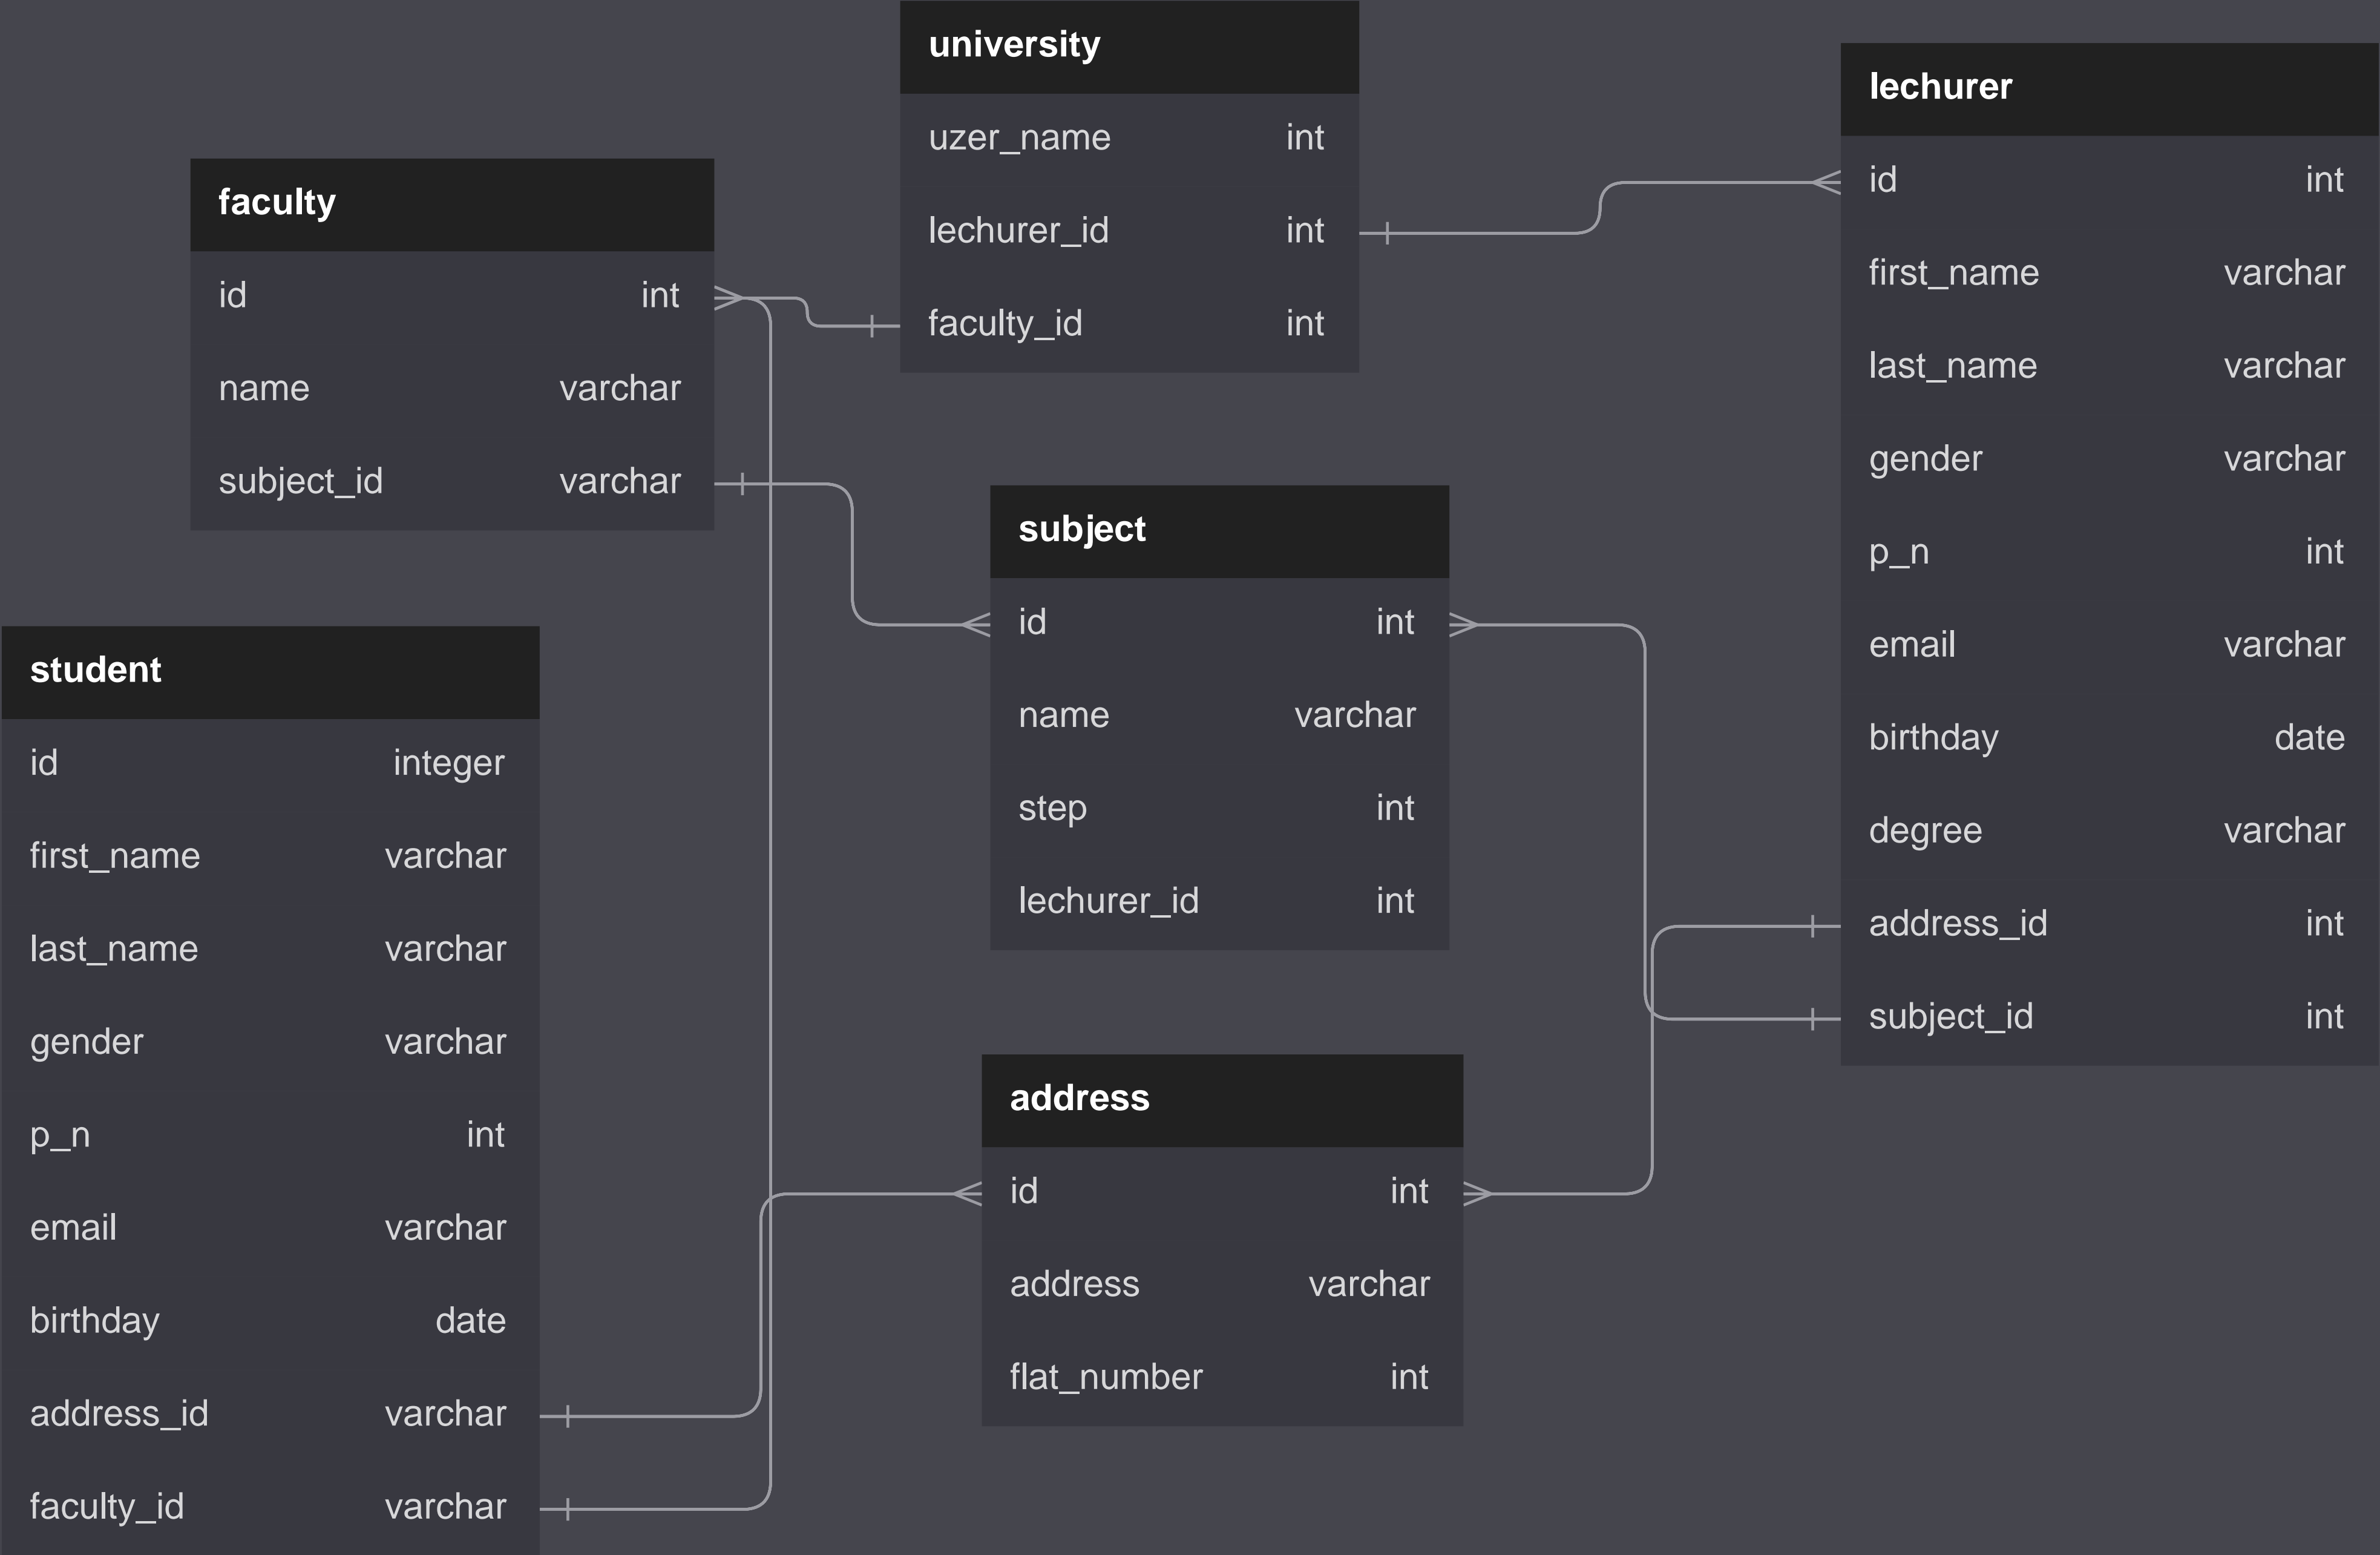 university
uzer_name int
lechurer_id int
faculty_id int
lechurer
id int
first_name varchar
last_name varchar
gender varchar
p_n int
email varchar
birthday date
degree varchar
address_id int
subject_id int
faculty
id int
name varchar
subject_id varchar
subject
id int
name varchar
step int
lechurer_id int
student
id integer
first_name varchar
last_name varchar
gender varchar
p_n int
email varchar
birthday date
address_id varchar
faculty_id varchar
address
id int
address varchar
flat_number int